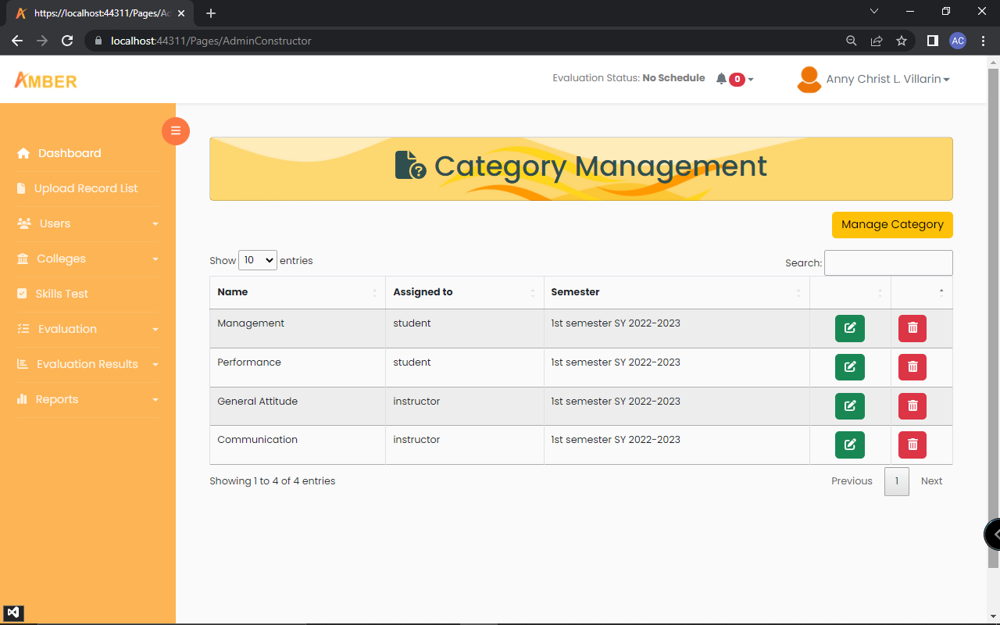 https://localhost:44311/Pages/Ad
localhost:44311/Pages/AdminConstructor
AC
AMBER
Evaluation Status: No Schedule
0
Anny Christ L. Villarin
Dashboard
Upload Record List
Users
Colleges
Skills Test
Evaluation
Evaluation Results
Reports
Category Management
Manage Category
Show 10 entries
Search:
Name Assigned to Semester
Management student 1st semester SY 2022-2023
Performance student 1st semester SY 2022-2023
General Attitude instructor 1st semester SY 2022-2023
Communication instructor 1st semester SY 2022-2023
Showing 1 to 4 of 4 entries
Previous 1 Next